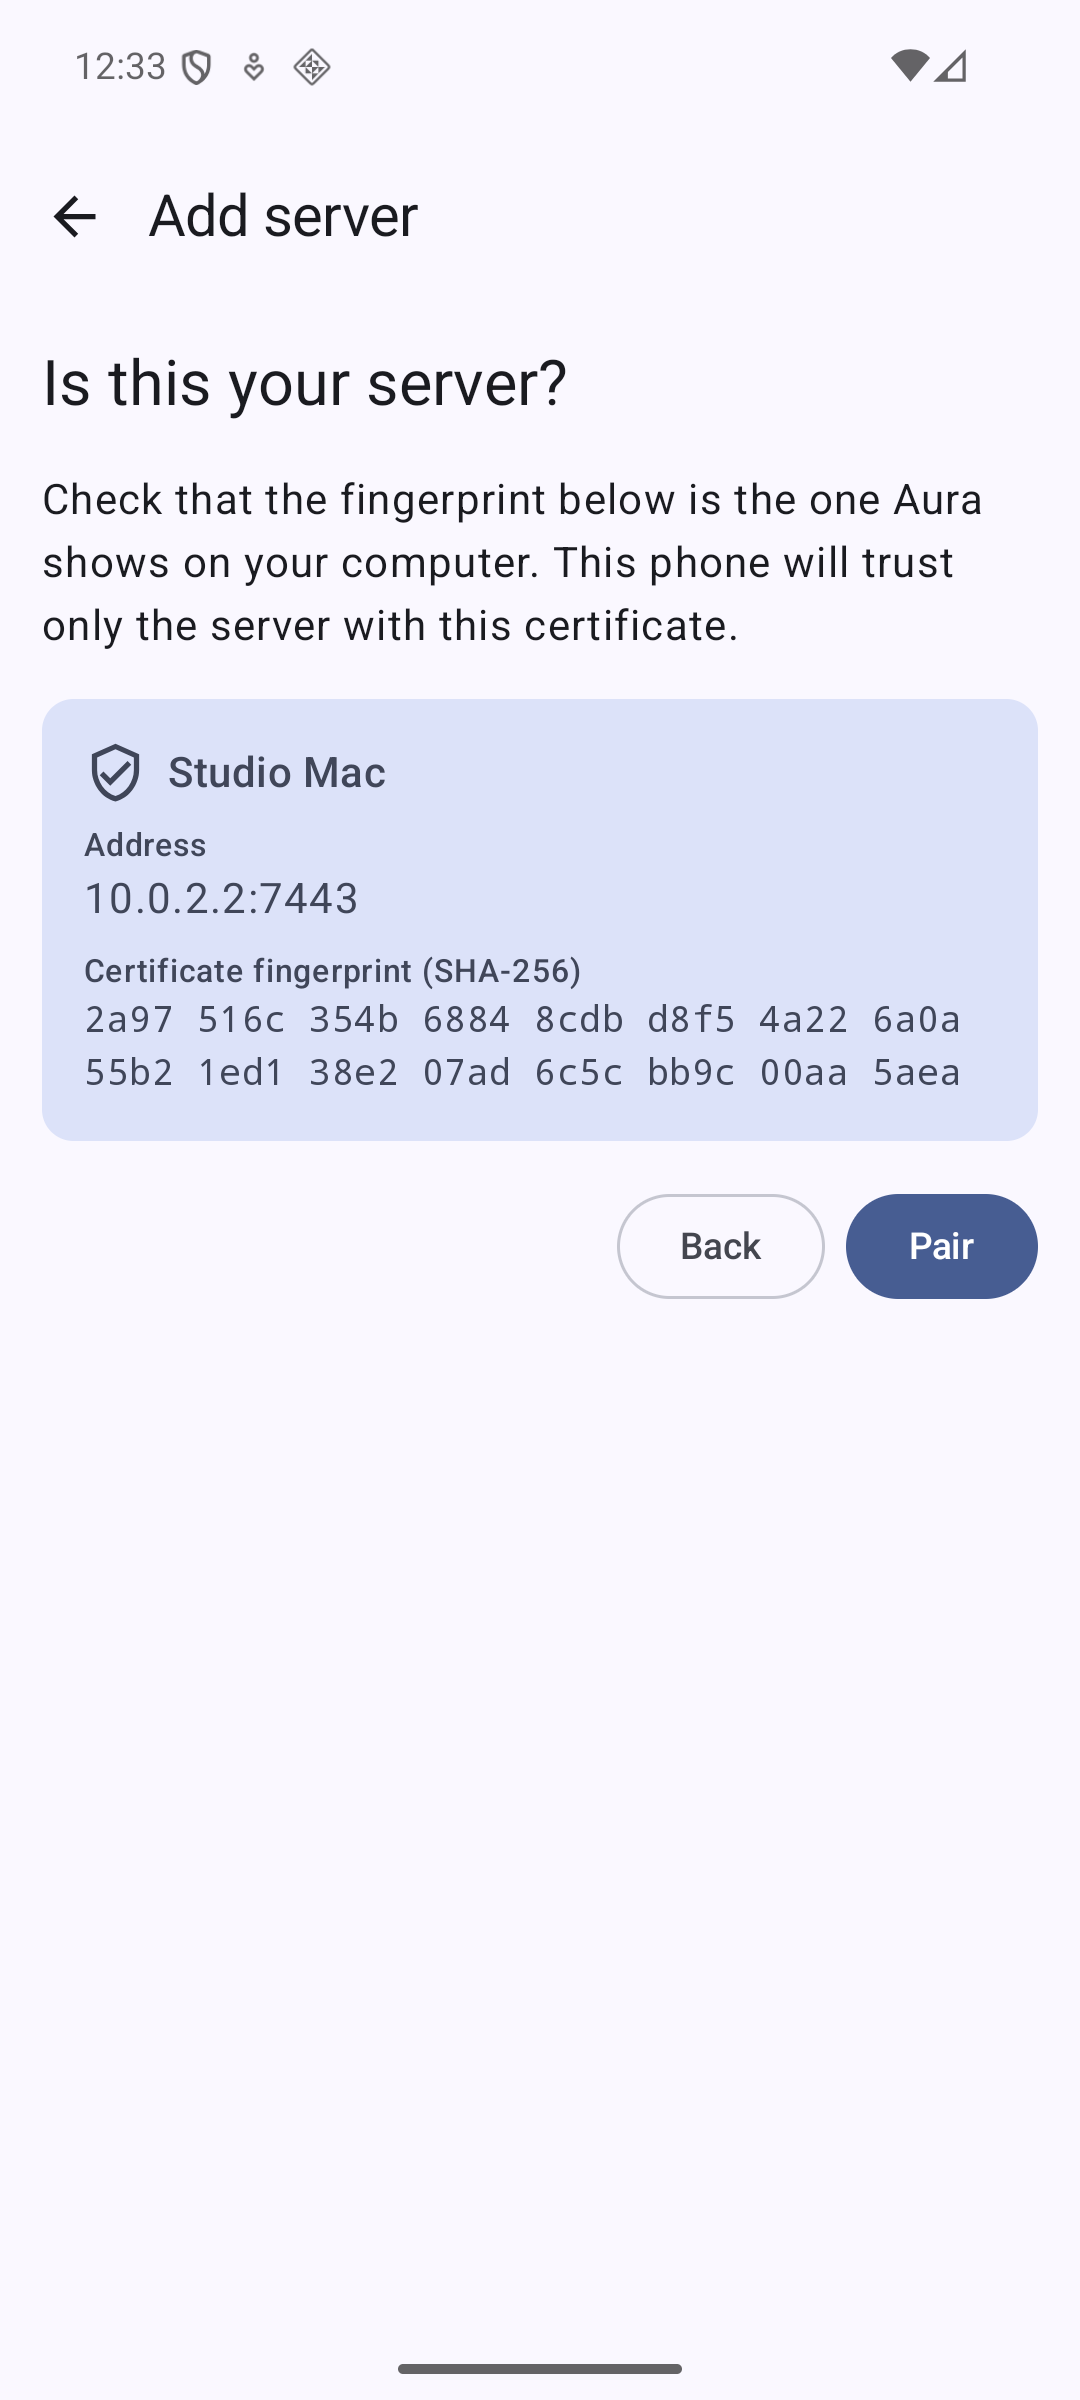 12:33
Add server
Is this your server?
Check that the fingerprint below is the one Aura
shows on your computer. This phone will trust
only the server with this certificate.
Studio Mac
Address
10.0.2.2:7443
Certificate fingerprint (SHA-256)
2a97 516c 354b 6884 8cdb d8f5 4a22 6a0a
55b2 1ed1 38e2 07ad 6c5c bb9c 00aa 5aea
Back
Pair